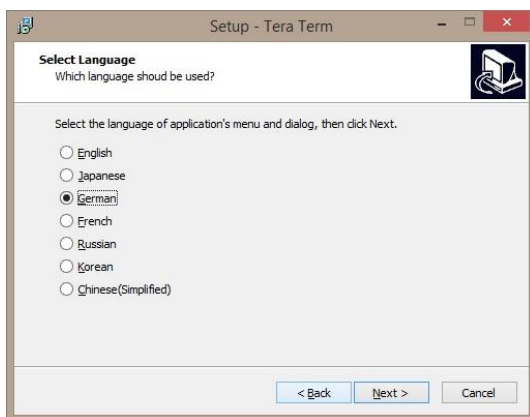 Setup - Tera Term
Select Language
Which language shoud be used?
Select the language of application's menu and dialog, then click Next.
English
Japanese
German
French
Russian
Korean
Chinese(Simplified)
< Back Next > Cancel